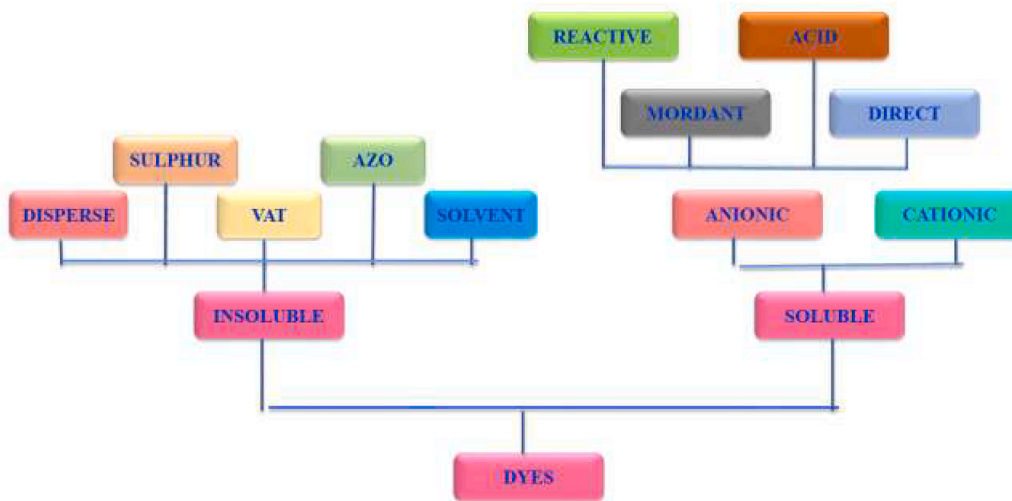 REACTIVE
ACID
MORDANT
DIRECT
SULPHUR
AZO
DISPERSE
VAT
SOLVENT
ANIONIC
CATIONIC
INSOLUBLE
SOLUBLE
DYES